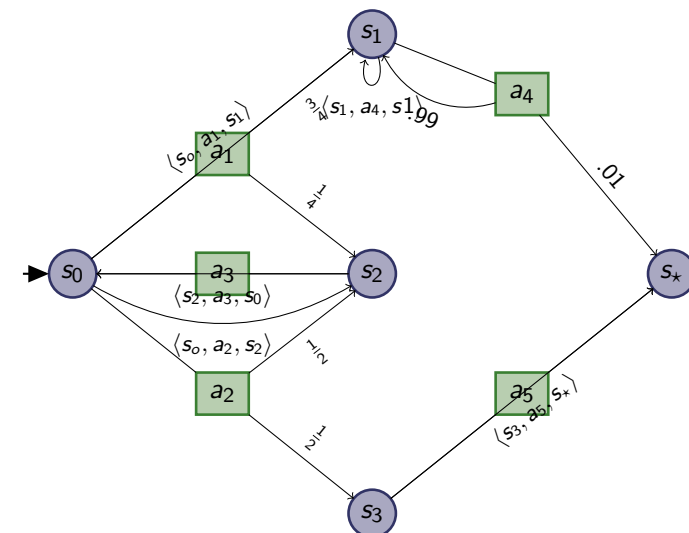 s₁
a₄
¾
⟨s₁, a₄, s1⟩
.99
⟨sₒ, a₁, s₁⟩
a₁
.01
¼
s₀
a₃
s₂
s⋆
⟨s₂, a₃, s₀⟩
⟨sₒ, a₂, s₂⟩
½
a₂
a₅
⟨s₃, a₅, s⋆⟩
½
s₃